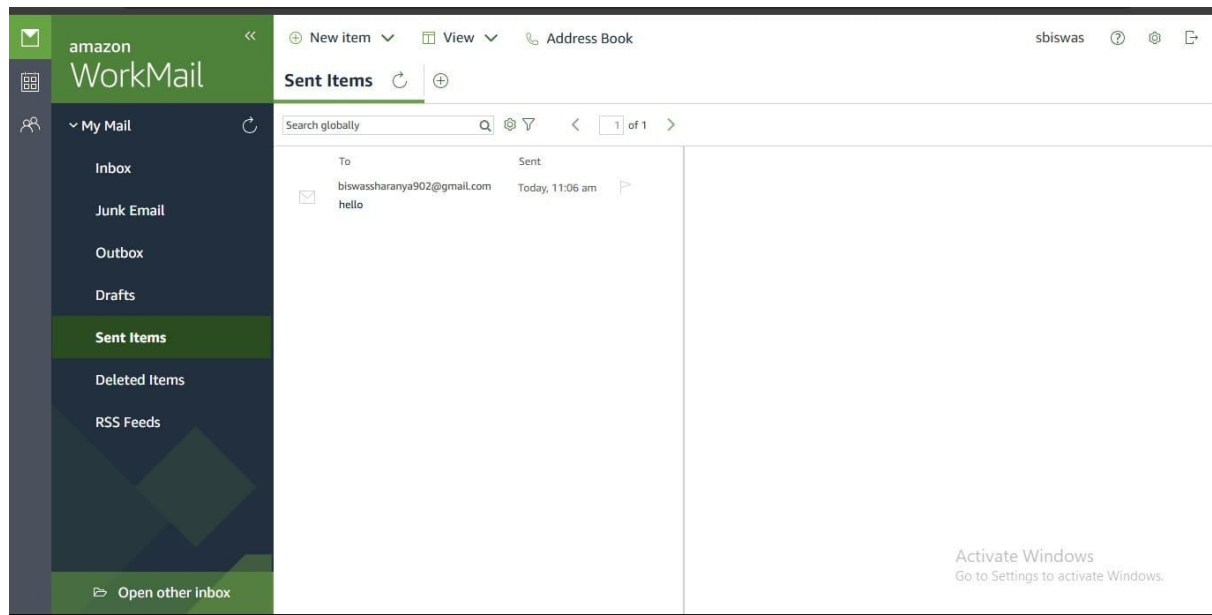 amazon
WorkMail
New item View Address Book sbiswas
Sent Items
My Mail
Search globally 1 of 1
Inbox
Junk Email
Outbox
Drafts
Sent Items
Deleted Items
RSS Feeds
Open other inbox
To Sent
biswassharanya902@gmail.com Today, 11:06 am
hello
Activate Windows
Go to Settings to activate Windows.